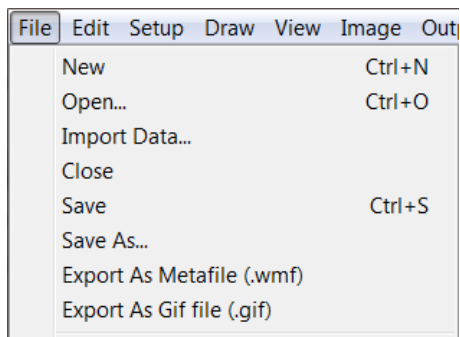 File Edit Setup Draw View Image
New Ctrl+N
Open... Ctrl+O
Import Data...
Close
Save Ctrl+S
Save As...
Export As Metafile (.wmf)
Export As Gif file (.gif)